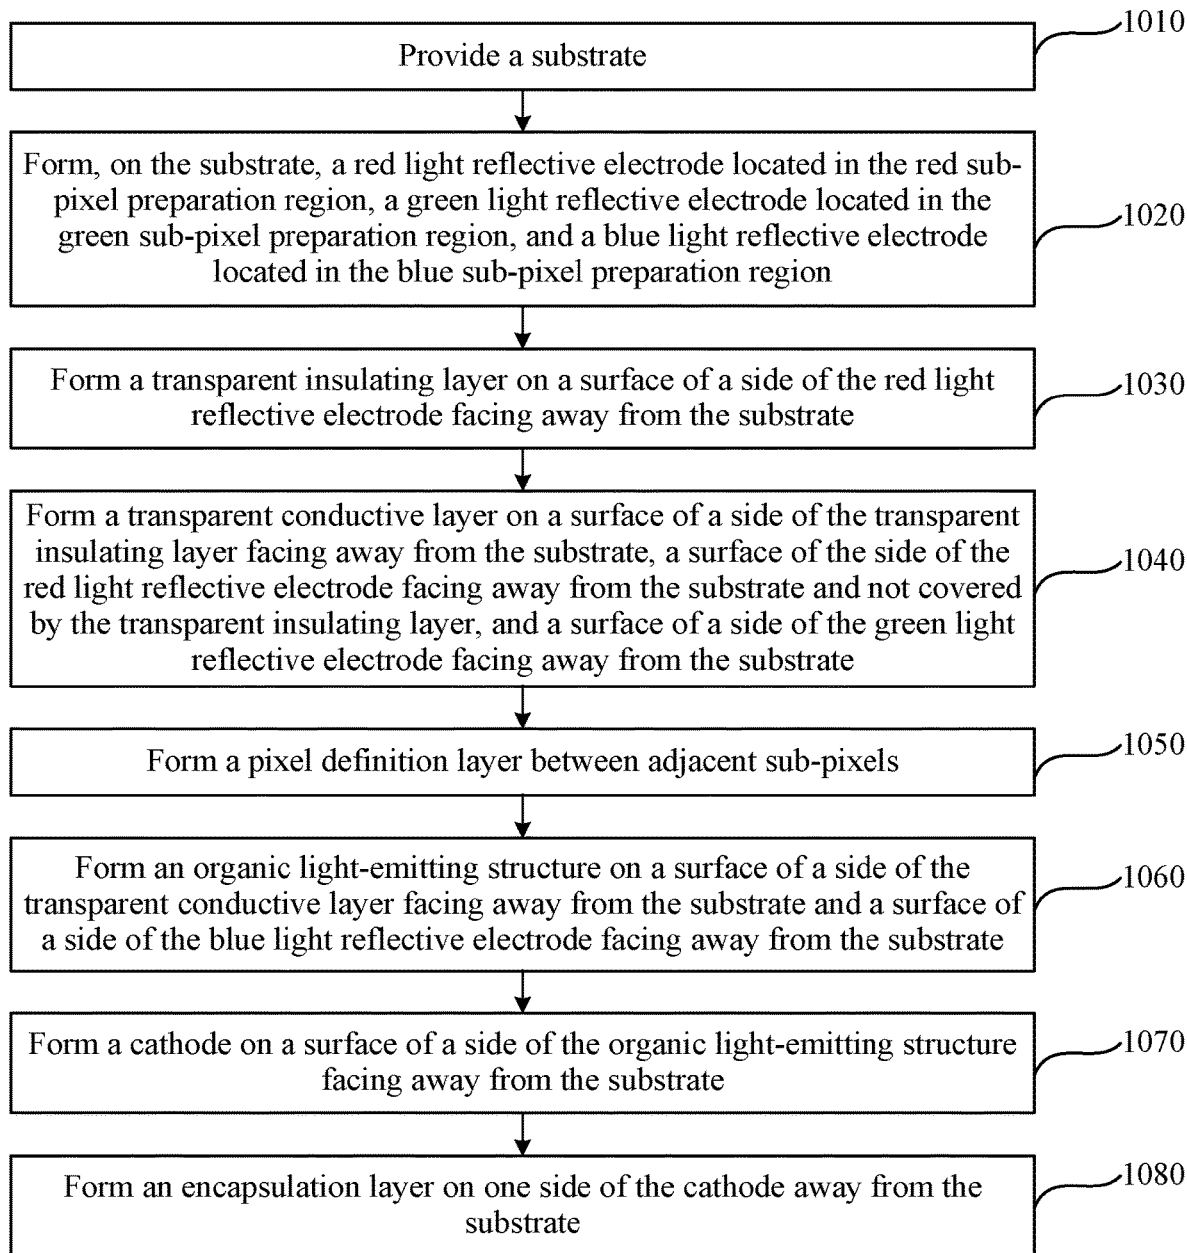 1010
Provide a substrate
Form, on the substrate, a red light reflective electrode located in the red sub-
pixel preparation region, a green light reflective electrode located in the
green sub-pixel preparation region, and a blue light reflective electrode
located in the blue sub-pixel preparation region
1020
Form a transparent insulating layer on a surface of a side of the red light
reflective electrode facing away from the substrate
1030
Form a transparent conductive layer on a surface of a side of the transparent
insulating layer facing away from the substrate, a surface of the side of the
red light reflective electrode facing away from the substrate and not covered
by the transparent insulating layer, and a surface of a side of the green light
reflective electrode facing away from the substrate
1040
Form a pixel definition layer between adjacent sub-pixels
1050
Form an organic light-emitting structure on a surface of a side of the
transparent conductive layer facing away from the substrate and a surface of
a side of the blue light reflective electrode facing away from the substrate
1060
Form a cathode on a surface of a side of the organic light-emitting structure
facing away from the substrate
1070
Form an encapsulation layer on one side of the cathode away from the
substrate
1080